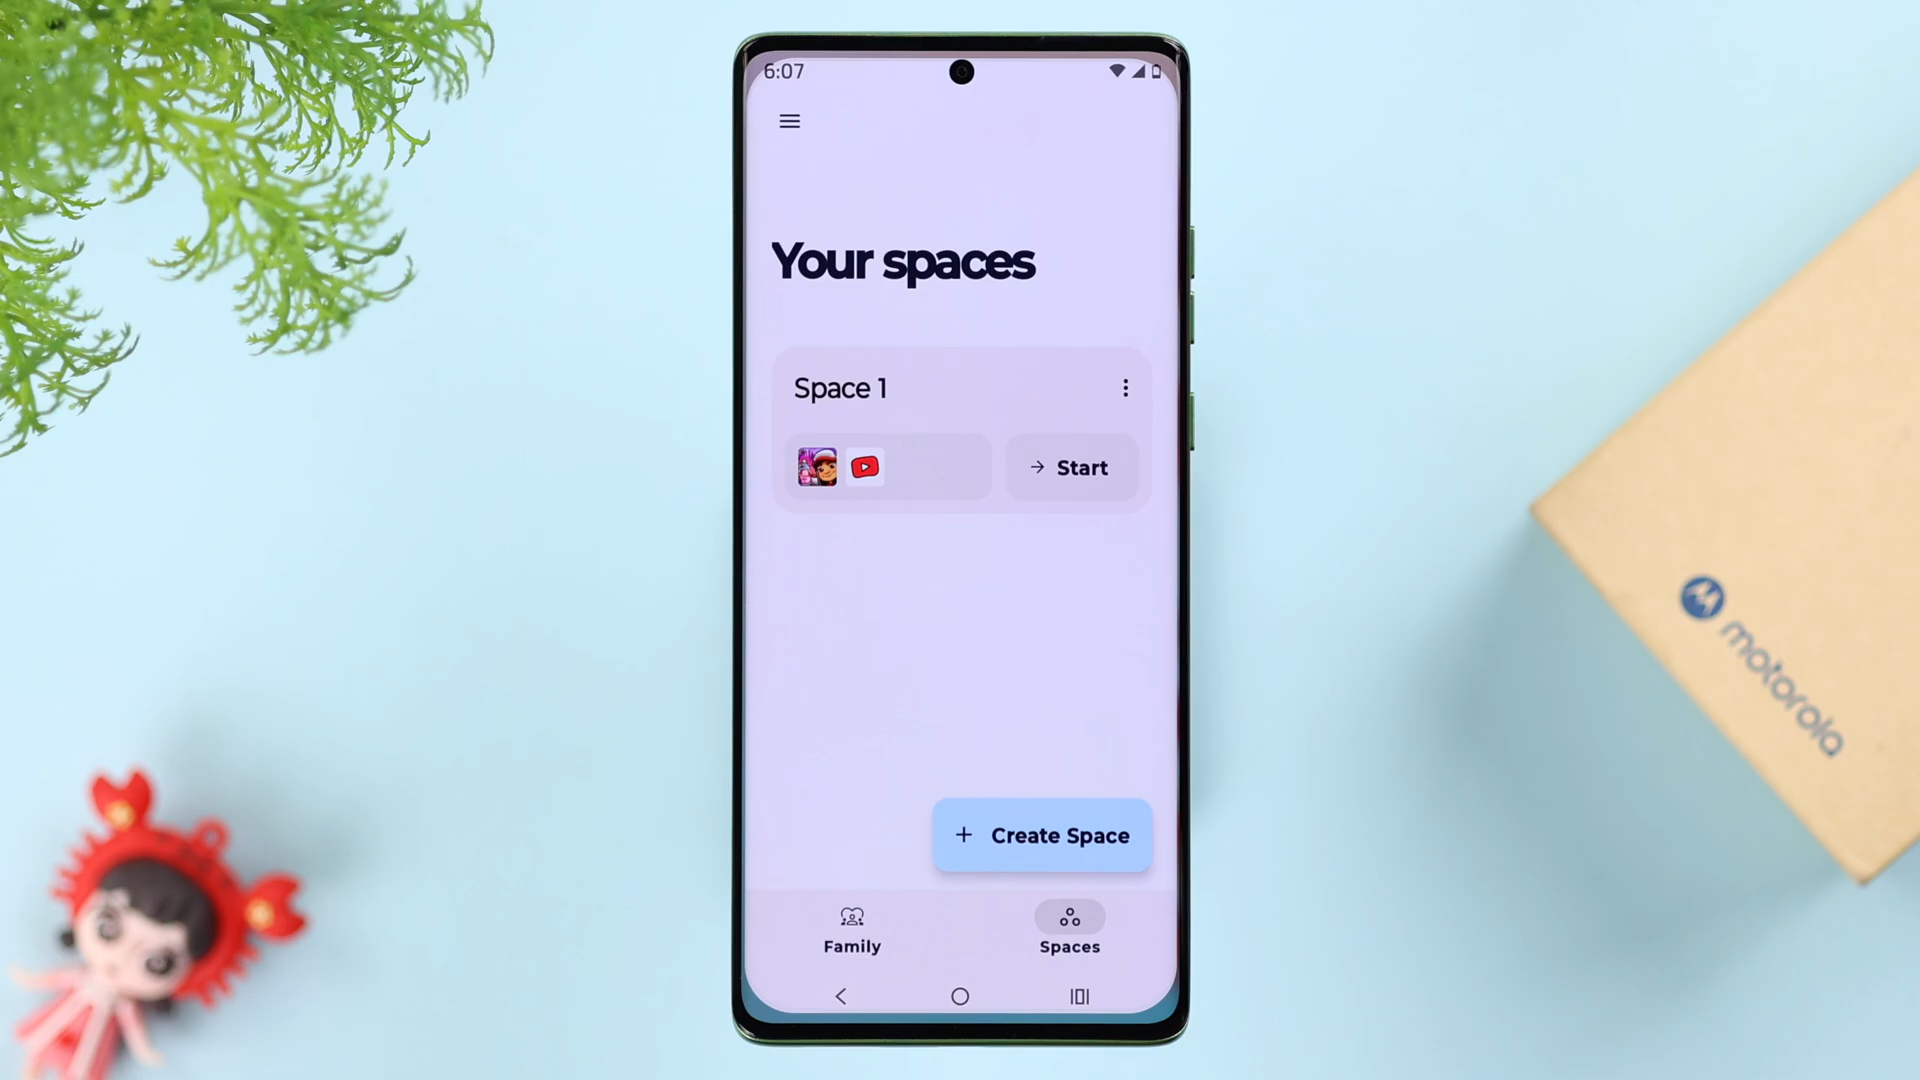 6:07
Your spaces
Space 1
Start
Create Space
Family
Spaces
motorola